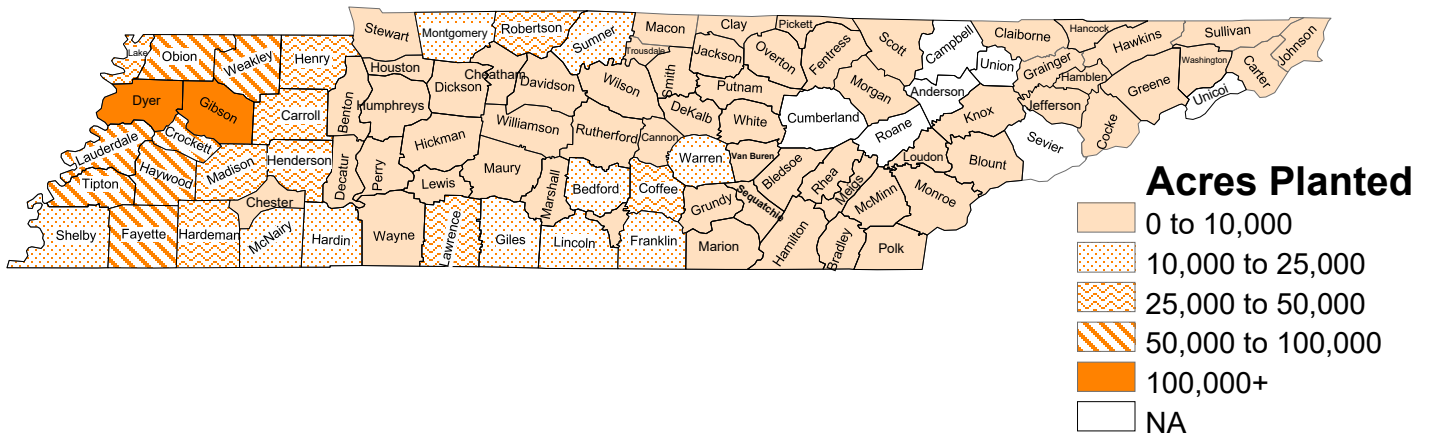 Stewart
Montgomery
Robertson
Sumner
Macon
Clay
Pickett
Scott
Campbell
Claiborne
Hancock
Hawkins
Sullivan
Johnson
Lake
Obion
Weakley
Henry
Houston
Cheatham
Davidson
Wilson
Trousdale
Smith
Jackson
Overton
Fentress
Morgan
Anderson
Union
Grainger
Hamblen
Greene
Washington
Carter
Unicoi
Dyer
Gibson
Carroll
Benton
Humphreys
Dickson
Williamson
Rutherford
Cannon
DeKalb
Putnam
White
Cumberland
Roane
Knox
Jefferson
Cocke
Sevier
Lauderdale
Crockett
Haywood
Madison
Henderson
Decatur
Perry
Hickman
Maury
Marshall
Bedford
Coffee
Warren
Van Buren
Bledsoe
Rhea
Meigs
Loudon
Blount
Tipton
Chester
Lewis
Grundy
Sequatchie
McMinn
Monroe
Shelby
Fayette
Hardeman
McNairy
Hardin
Wayne
Lawrence
Giles
Lincoln
Franklin
Marion
Hamilton
Bradley
Polk
Acres Planted
0 to 10,000
10,000 to 25,000
25,000 to 50,000
50,000 to 100,000
100,000+
NA